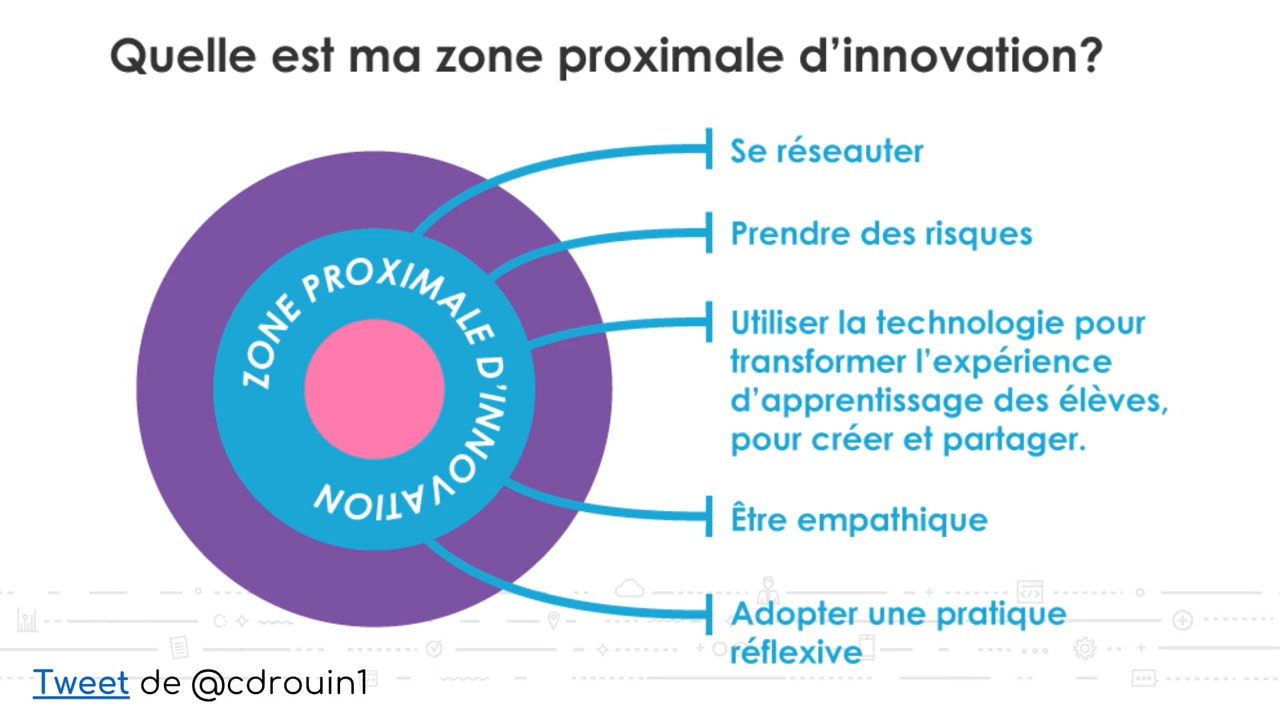 Quelle est ma zone proximale d'innovation?
ZONE PROXIMALE D'INNOVATION
Se réseauter
Prendre des risques
Utiliser la technologie pour
transformer l'expérience
d'apprentissage des élèves,
pour créer et partager.
Être empathique
Adopter une pratique
réflexive
Tweet de @cdrouin1